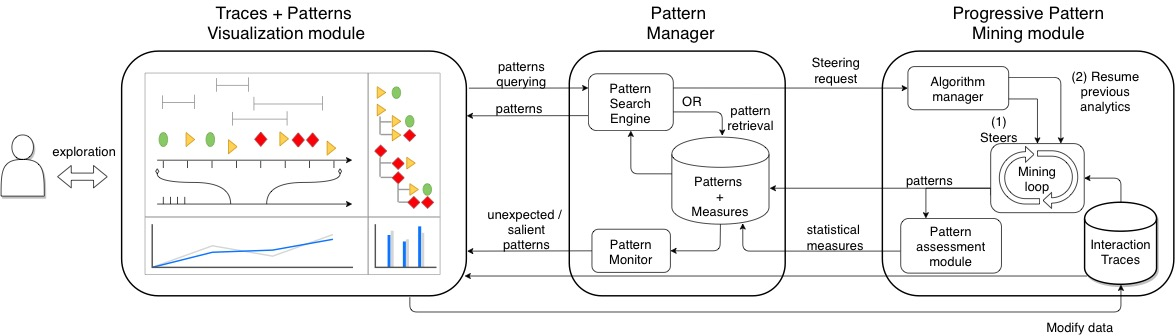 Traces + Patterns
Visualization module
Pattern
Manager
Progressive Pattern
Mining module
exploration
patterns
querying
patterns
unexpected /
salient
patterns
Pattern
Search
Engine
OR
pattern
retrieval
Patterns
+
Measures
Pattern
Monitor
Steering
request
patterns
statistical
measures
Algorithm
manager
(2) Resume
previous
analytics
(1)
Steers
Mining
loop
Pattern
assessment
module
Interaction
Traces
Modify data